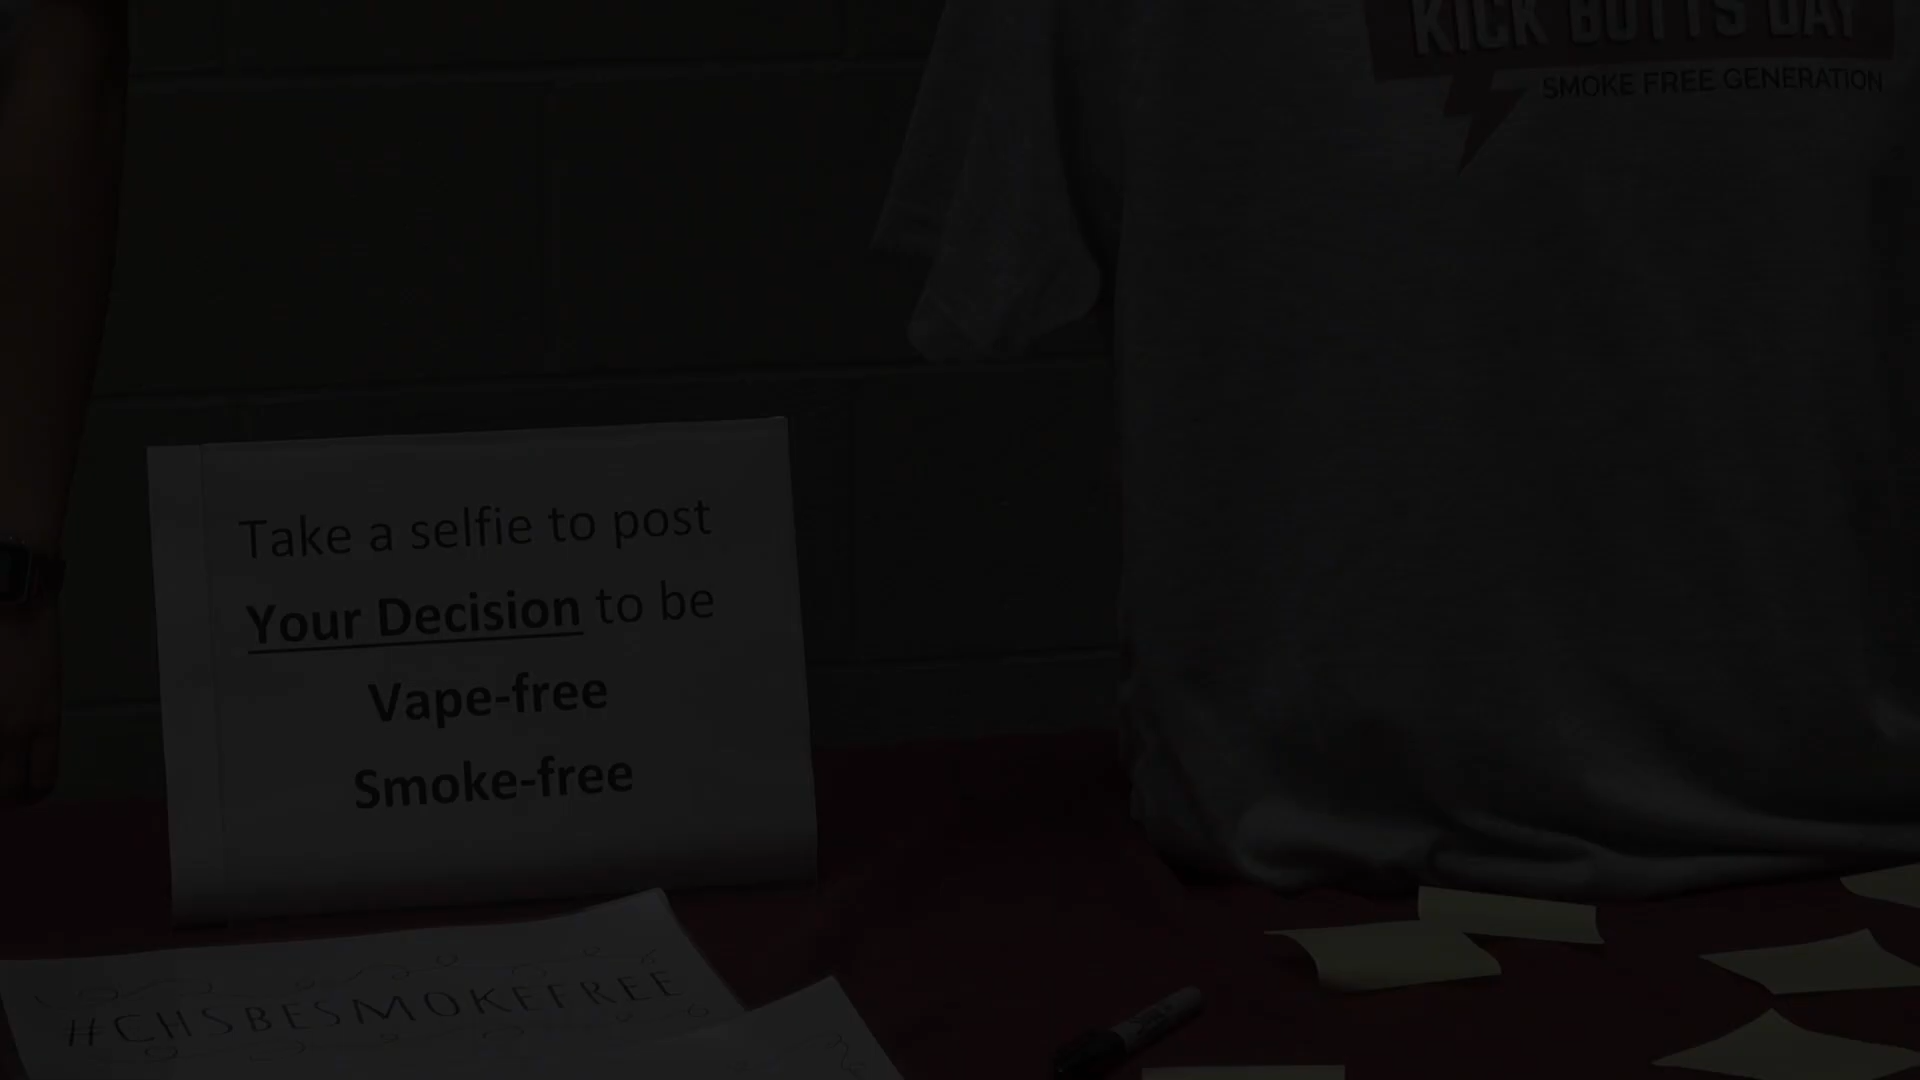 KICK BUTTS DAY
SMOKE FREE GENERATION
Take a selfie to post
Your Decision to be
Vape-free
Smoke-free
#CHSBESMOKEFREE